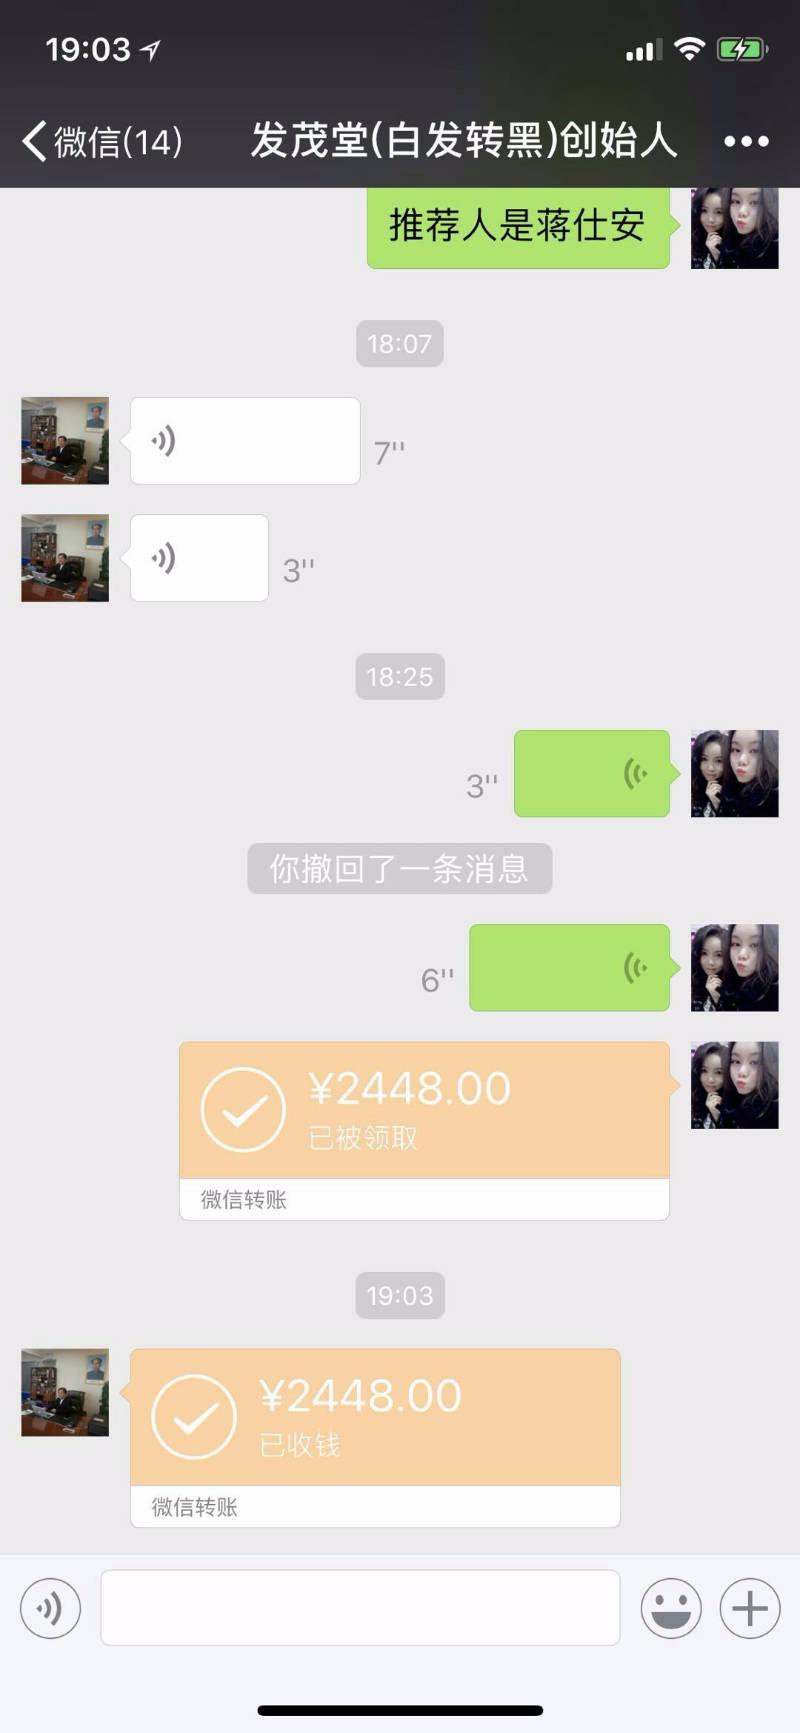 19:03
微信(14)
发茂堂(白发转黑)创始人
推荐人是蒋仕安
18:07
7''
3''
18:25
3''
你撤回了一条消息
6''
¥2448.00
已被领取
微信转账
19:03
¥2448.00
已收钱
微信转账